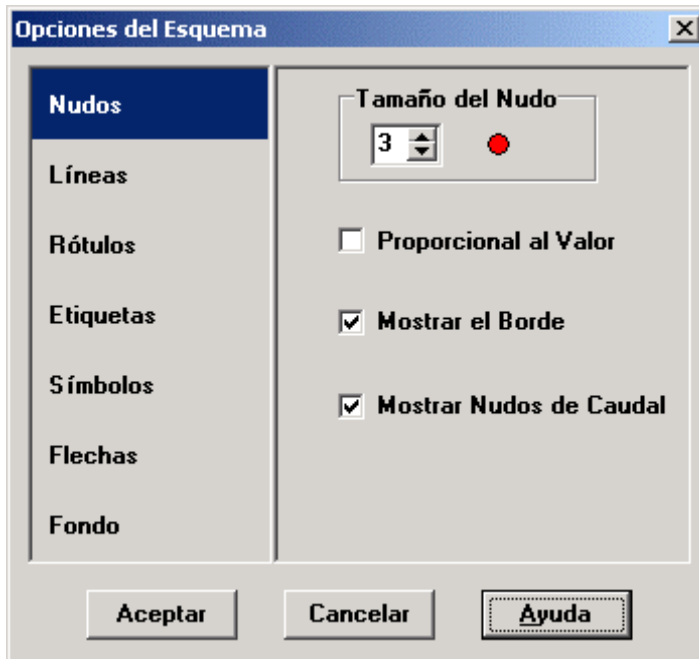 Opciones del Esquema
Nudos
Líneas
Rótulos
Etiquetas
Símbolos
Flechas
Fondo
Tamaño del Nudo
3
Proporcional al Valor
Mostrar el Borde
Mostrar Nudos de Caudal
Aceptar
Cancelar
Ayuda